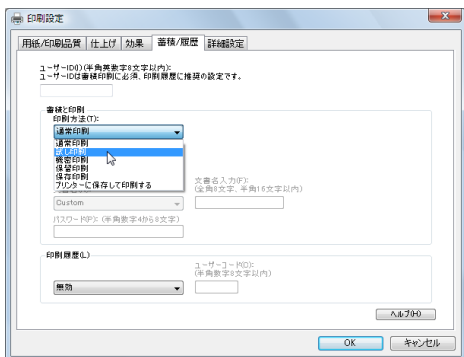 印刷設定
用紙/印刷品質 仕上げ 効果 蓄積/履歴 詳細設定
ユーザーID(I)(半角英数字8文字以内):
ユーザーIDは蓄積印刷に必須、印刷履歴に推奨の設定です。
蓄積と印刷
印刷方法(T):
通常印刷
通常印刷
試し印刷
機密印刷
保留印刷
保存印刷
プリンターに保存して印刷する
文書名入力(F):
(全角8文字、半角16文字以内)
Custom
パスワード(P): (半角数字4から8文字)
印刷履歴(L)
ユーザーコード(O):
(半角数字8文字以内)
無効
ヘルプ(H)
OK キャンセル